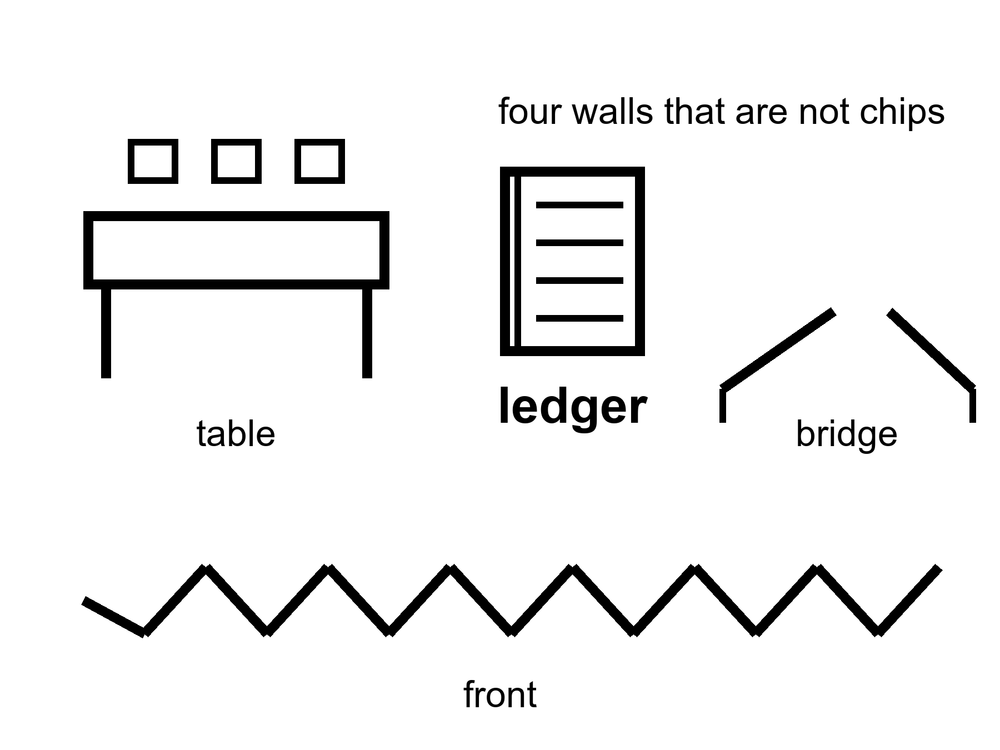 four walls that are not chips
ledger
table
bridge
front